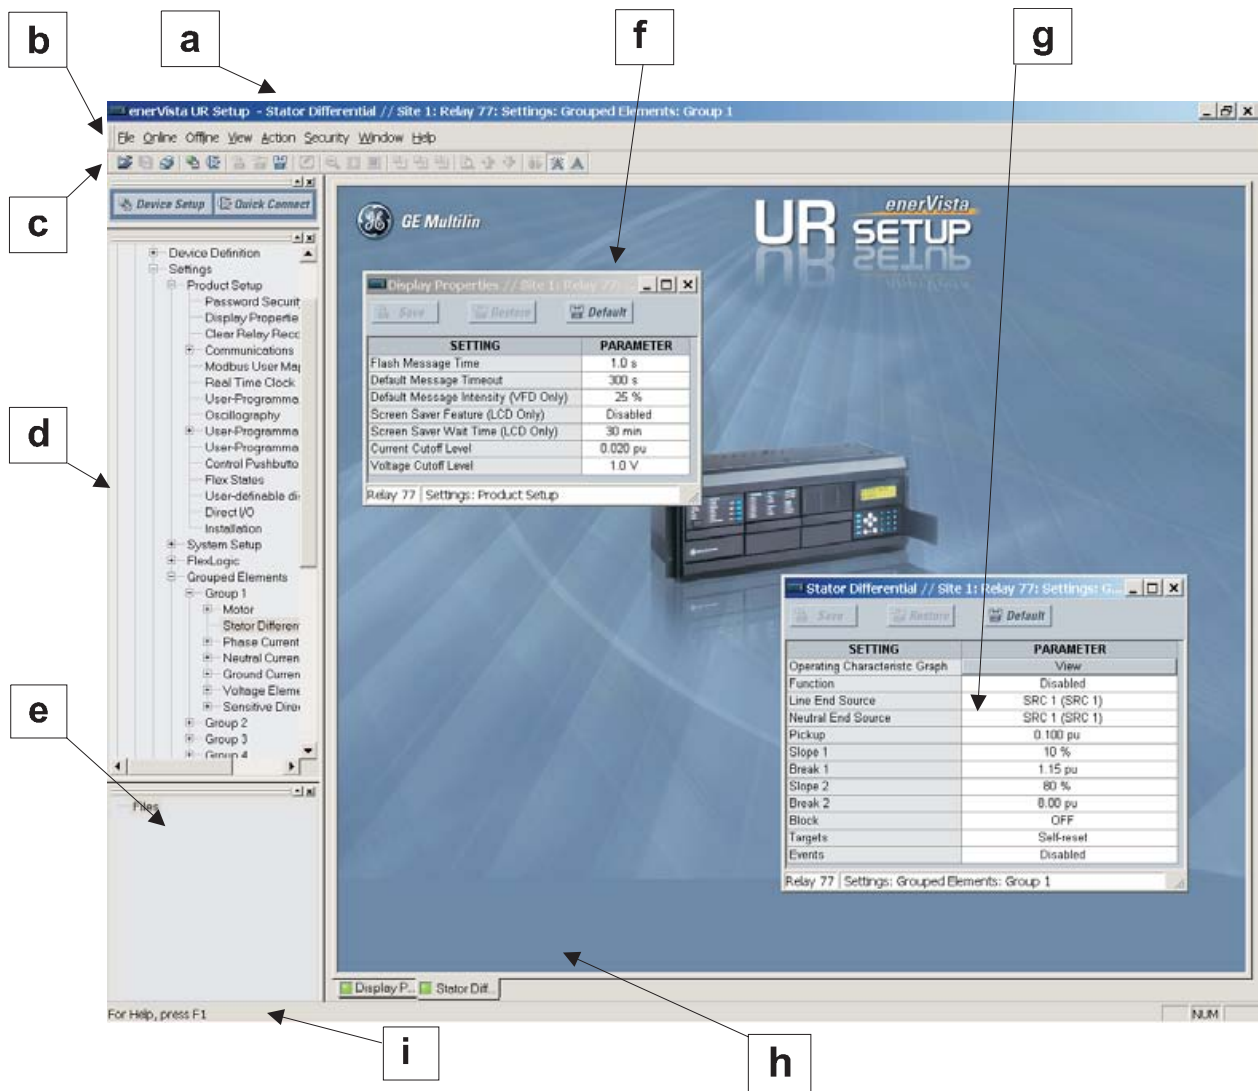 b
a
f
g
enerVista UR Setup - Stator Differential // Site 1: Relay 77: Settings: Grouped Elements: Group 1
File Online Offline View Action Security Window Help
c
Device Setup Quick Connect
GE Multilin
UR
enerVista
SETUP
Device Definition
Settings
Product Setup
Password Securit
Display Propertie
Clear Relay Reco
Communications
Modbus User Map
Real Time Clock
User-Programma
Oscillography
User-Programma
User-Programma
Control Pushbutto
Flex States
User-definable di
Direct I/O
Installation
System Setup
FlexLogic
Grouped Elements
Group 1
Motor
Stator Differen
Phase Current
Neutral Curren
Ground Curren
Voltage Eleme
Sensitive Direc
Group 2
Group 3
Group 4
d
Display Properties // Site 1: Relay 77:
Save Restore Default
SETTING PARAMETER
Flash Message Time 1.0 s
Default Message Timeout 300 s
Default Message Intensity (VFD Only) 25 %
Screen Saver Feature (LCD Only) Disabled
Screen Saver Wait Time (LCD Only) 30 min
Current Cutoff Level 0.020 pu
Voltage Cutoff Level 1.0 V
Relay 77 Settings: Product Setup
Stator Differential // Site 1: Relay 77: Settings: G...
Save Restore Default
SETTING PARAMETER
Operating Characteristc Graph View
Function Disabled
Line End Source SRC 1 (SRC 1)
Neutral End Source SRC 1 (SRC 1)
Pickup 0.100 pu
Slope 1 10 %
Break 1 1.15 pu
Slope 2 80 %
Break 2 8.00 pu
Block OFF
Targets Self-reset
Events Disabled
Relay 77 Settings: Grouped Elements: Group 1
e
Files
Display P... Stator Diff...
For Help, press F1
NUM
i
h